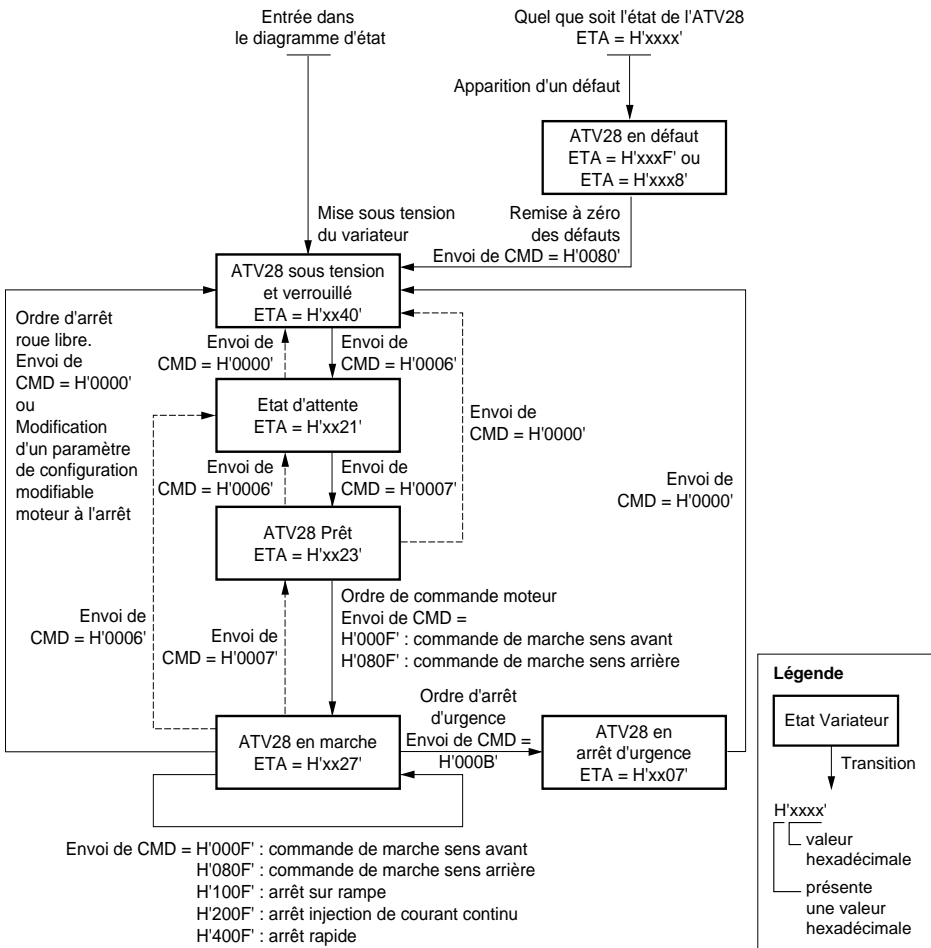 Entrée dans
le diagramme d'état
Quel que soit l'état de l'ATV28
ETA = H'xxxx'
Apparition d'un défaut
ATV28 en défaut
ETA = H'xxxF' ou
ETA = H'xxx8'
Mise sous tension
du variateur
Remise à zéro
des défauts
Envoi de CMD = H'0080'
ATV28 sous tension
et verrouillé
ETA = H'xx40'
Ordre d'arrêt
roue libre.
Envoi de
CMD = H'0000'
ou
Modification
d'un paramètre
de configuration
modifiable
moteur à l'arrêt
Envoi de
CMD = H'0000'
Envoi de
CMD = H'0006'
Etat d'attente
ETA = H'xx21'
Envoi de
CMD = H'0000'
Envoi de
CMD = H'0006'
Envoi de
CMD = H'0007'
Envoi de
CMD = H'0000'
ATV28 Prêt
ETA = H'xx23'
Envoi de
CMD = H'0006'
Envoi de
CMD = H'0007'
Ordre de commande moteur
Envoi de CMD =
H'000F' : commande de marche sens avant
H'080F' : commande de marche sens arrière
Ordre d'arrêt
d'urgence
Envoi de CMD =
H'000B'
ATV28 en marche
ETA = H'xx27'
ATV28 en
arrêt d'urgence
ETA = H'xx07'
Envoi de CMD = H'000F' : commande de marche sens avant
H'080F' : commande de marche sens arrière
H'100F' : arrêt sur rampe
H'200F' : arrêt injection de courant continu
H'400F' : arrêt rapide
Légende
Etat Variateur
Transition
H'xxxx'
valeur
hexadécimale
présente
une valeur
hexadécimale